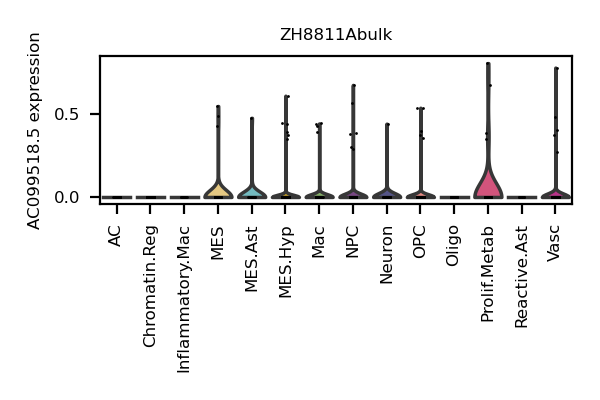 ZH8811Abulk
AC099518.5 expression
0.5
0.0
AC
Chromatin.Reg
Inflammatory.Mac
MES
MES.Ast
MES.Hyp
Mac
NPC
Neuron
OPC
Oligo
Prolif.Metab
Reactive.Ast
Vasc